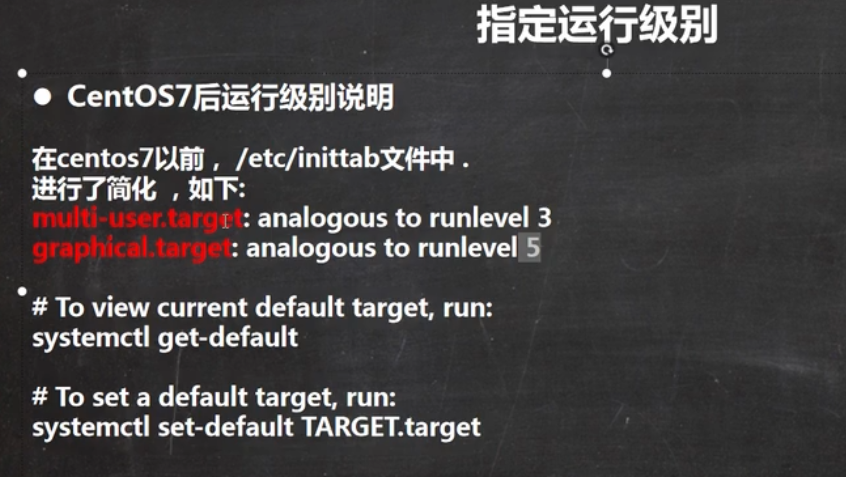 指定运行级别
● CentOS7后运行级别说明
在centos7以前， /etc/inittab文件中 .
进行了简化 ，如下:
multi-user.target: analogous to runlevel 3
graphical.target: analogous to runlevel 5
# To view current default target, run:
systemctl get-default
# To set a default target, run:
systemctl set-default TARGET.target